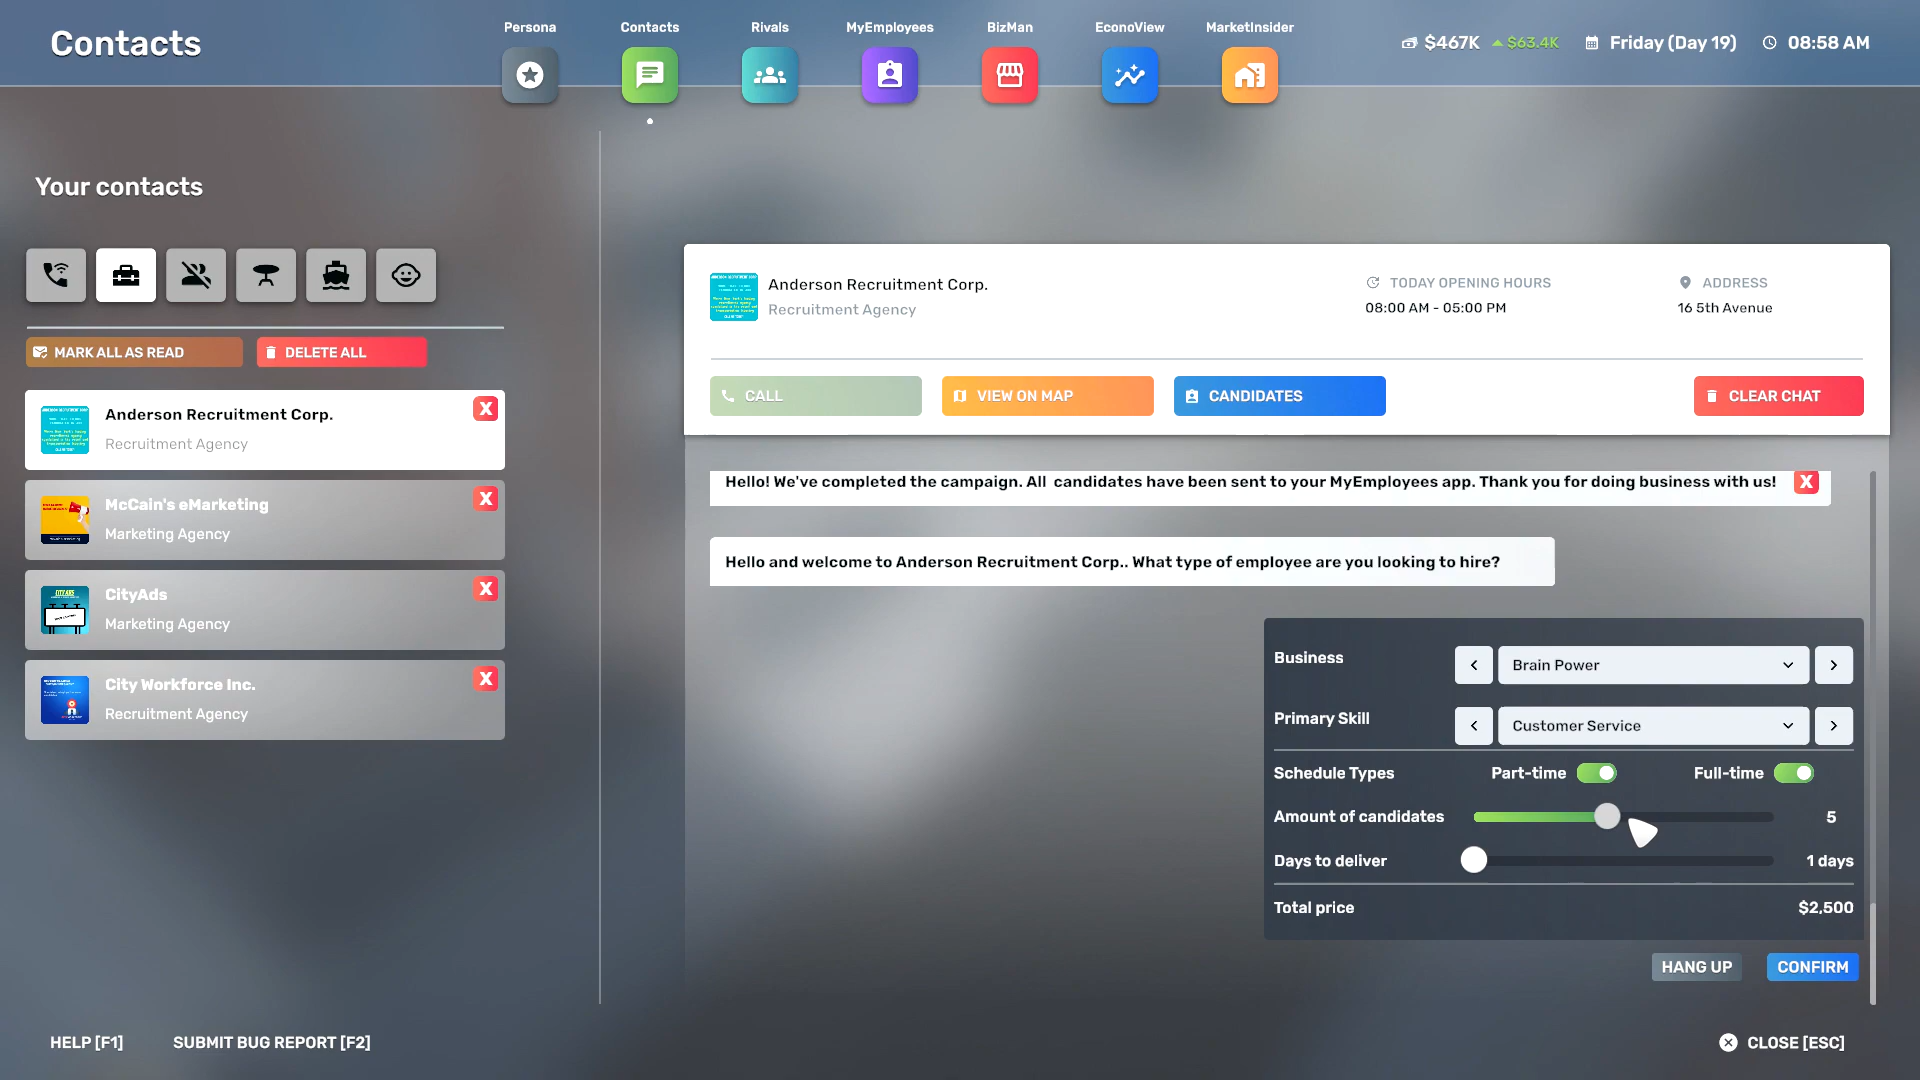 Contacts
Persona
Contacts
Rivals
MyEmployees
BizMan
EconoView
MarketInsider
$467K
$63.4K
Friday (Day 19)
08:58 AM
Your contacts
MARK ALL AS READ
DELETE ALL
Anderson Recruitment Corp.
Recruitment Agency
X
McCain's eMarketing
Marketing Agency
X
CityAds
Marketing Agency
X
City Workforce Inc.
Recruitment Agency
X
Anderson Recruitment Corp.
Recruitment Agency
TODAY OPENING HOURS
08:00 AM - 05:00 PM
ADDRESS
16 5th Avenue
CALL
VIEW ON MAP
CANDIDATES
CLEAR CHAT
Hello! We've completed the campaign. All candidates have been sent to your MyEmployees app. Thank you for doing business with us!
X
Hello and welcome to Anderson Recruitment Corp.. What type of employee are you looking to hire?
Business
Brain Power
Primary Skill
Customer Service
Schedule Types
Part-time
Full-time
Amount of candidates
5
Days to deliver
1 days
Total price
$2,500
HANG UP
CONFIRM
HELP [F1]
SUBMIT BUG REPORT [F2]
CLOSE [ESC]